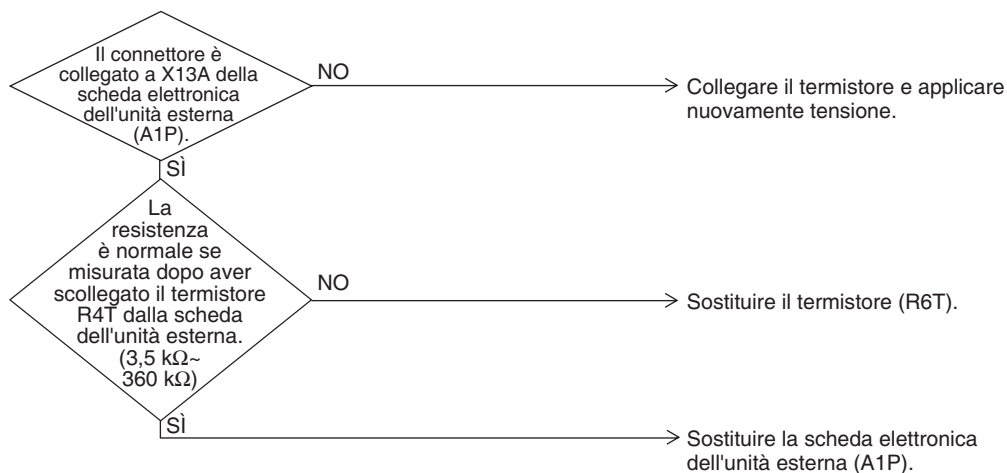 Il connettore è
collegato a X13A della
scheda elettronica
dell'unità esterna
(A1P).
NO
Collegare il termistore e applicare
nuovamente tensione.
SÌ
La
resistenza
è normale se
misurata dopo aver
scollegato il termistore
R4T dalla scheda
dell'unità esterna.
(3,5 kΩ~
360 kΩ)
NO
Sostituire il termistore (R6T).
SÌ
Sostituire la scheda elettronica
dell'unità esterna (A1P).